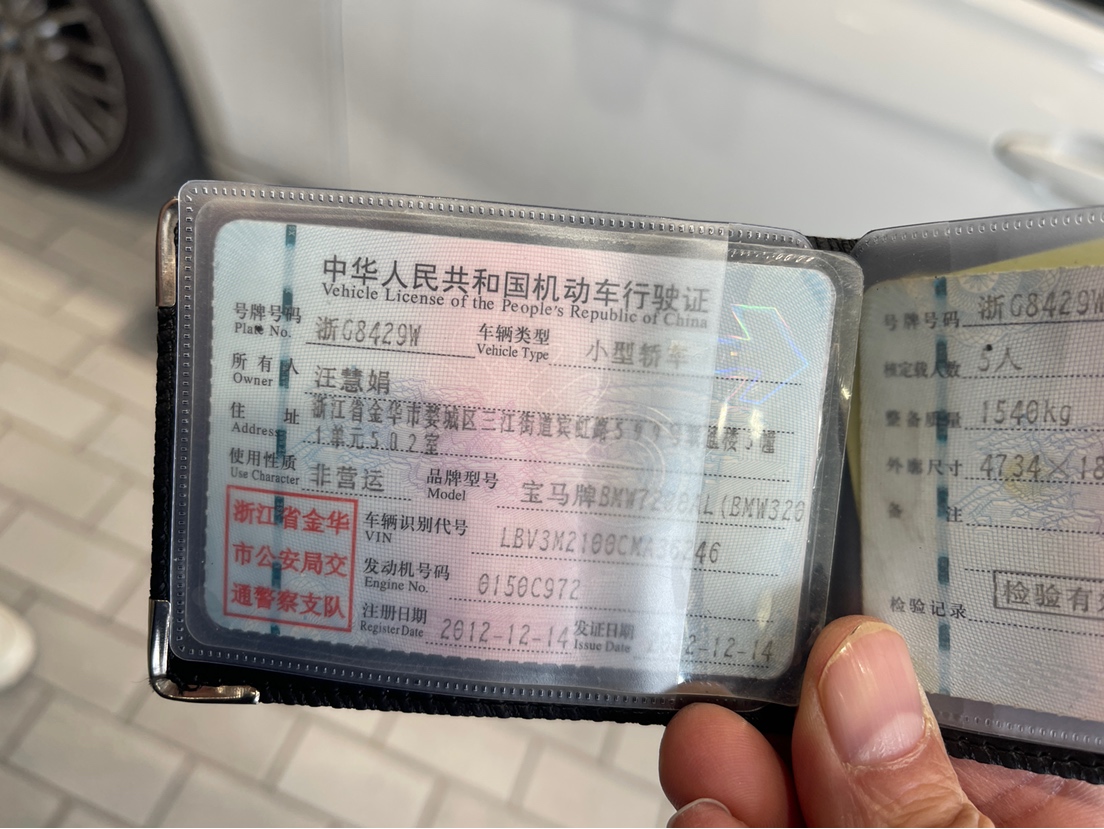 中华人民共和国机动车行驶证
Vehicle License of the People's Republic of China
号牌号码 浙G8429W 车辆类型 小型轿车
Plate No. Vehicle Type
所有人 汪慧娟
Owner
住址 浙江省金华市婺城区三江街道宾虹路
Address 1单元502室
使用性质 非营运 品牌型号 宝马牌
Use Character Model
浙江省金华
市公安局交
通警察支队
车辆识别代号 LBV3M2100CMA
VIN
发动机号码 0150C972
Engine No.
注册日期 2012-12-14 发证日期 12-14
Register Date Issue Date
号牌号码 浙G8429W
核定载人数 5人
整备质量 1540kg
外廓尺寸 4734×18
备注
检验记录 检验有